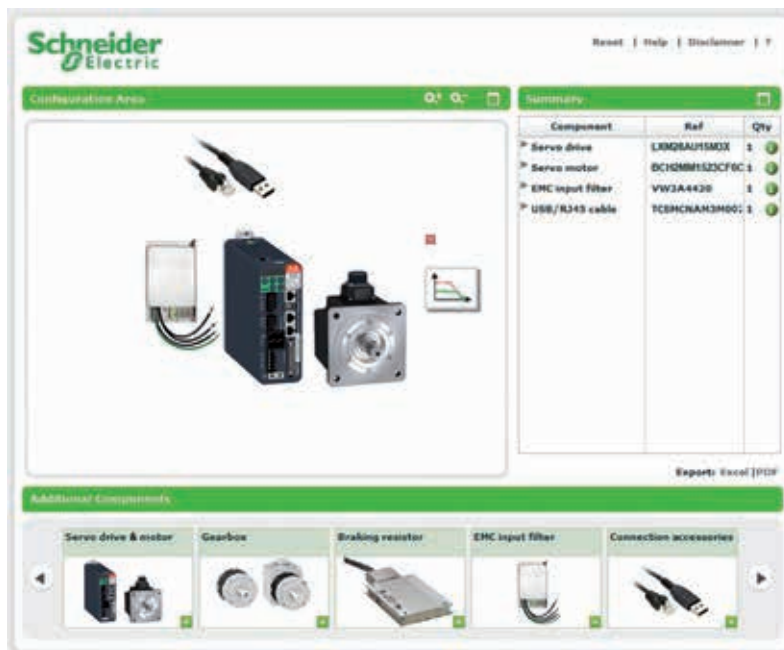 Schneider
Electric
Reset | Help | Disclaimer | ?
Configuration Area
Summary
Component Ref Qty
Servo drive LXM28AU15M3X 1
Servo motor 1
EMC input filter VW3A4420 1
USB/RJ45 cable 1
Export: Excel |PDF
Additional Components
Servo drive & motor
Gearbox
Braking resistor
EMC input filter
Connection accessories